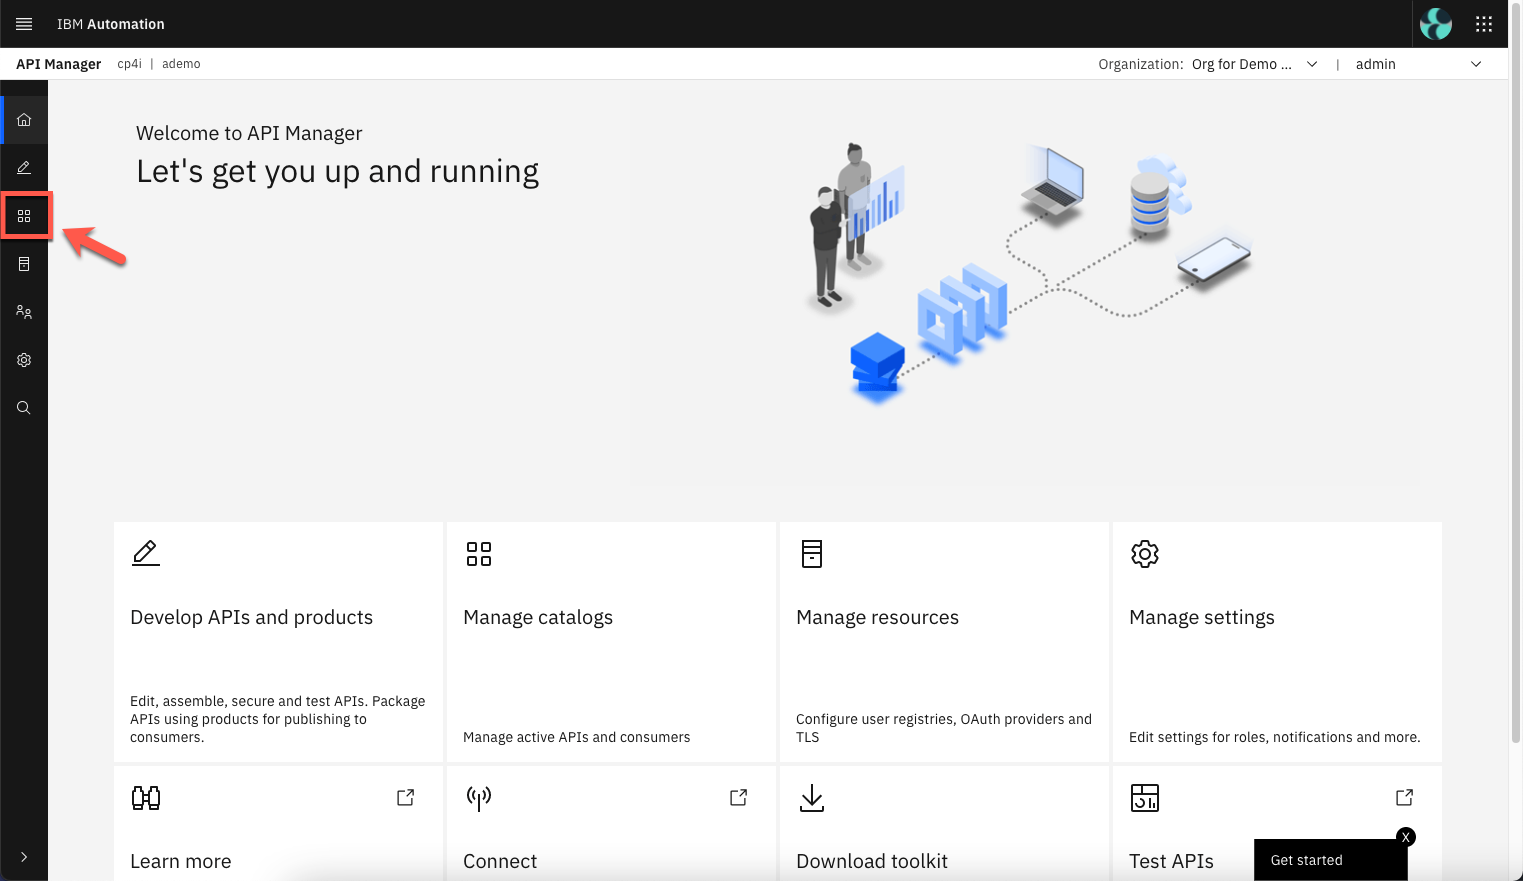 IBM Automation
API Manager cp4i | ademo Organization: Org for Demo ... | admin
Welcome to API Manager
Let's get you up and running
Develop APIs and products
Edit, assemble, secure and test APIs. Package
APIs using products for publishing to
consumers.
Manage catalogs
Manage active APIs and consumers
Manage resources
Configure user registries, OAuth providers and
TLS
Manage settings
Edit settings for roles, notifications and more.
Learn more
Connect
Download toolkit
Test APIs
X
Get started